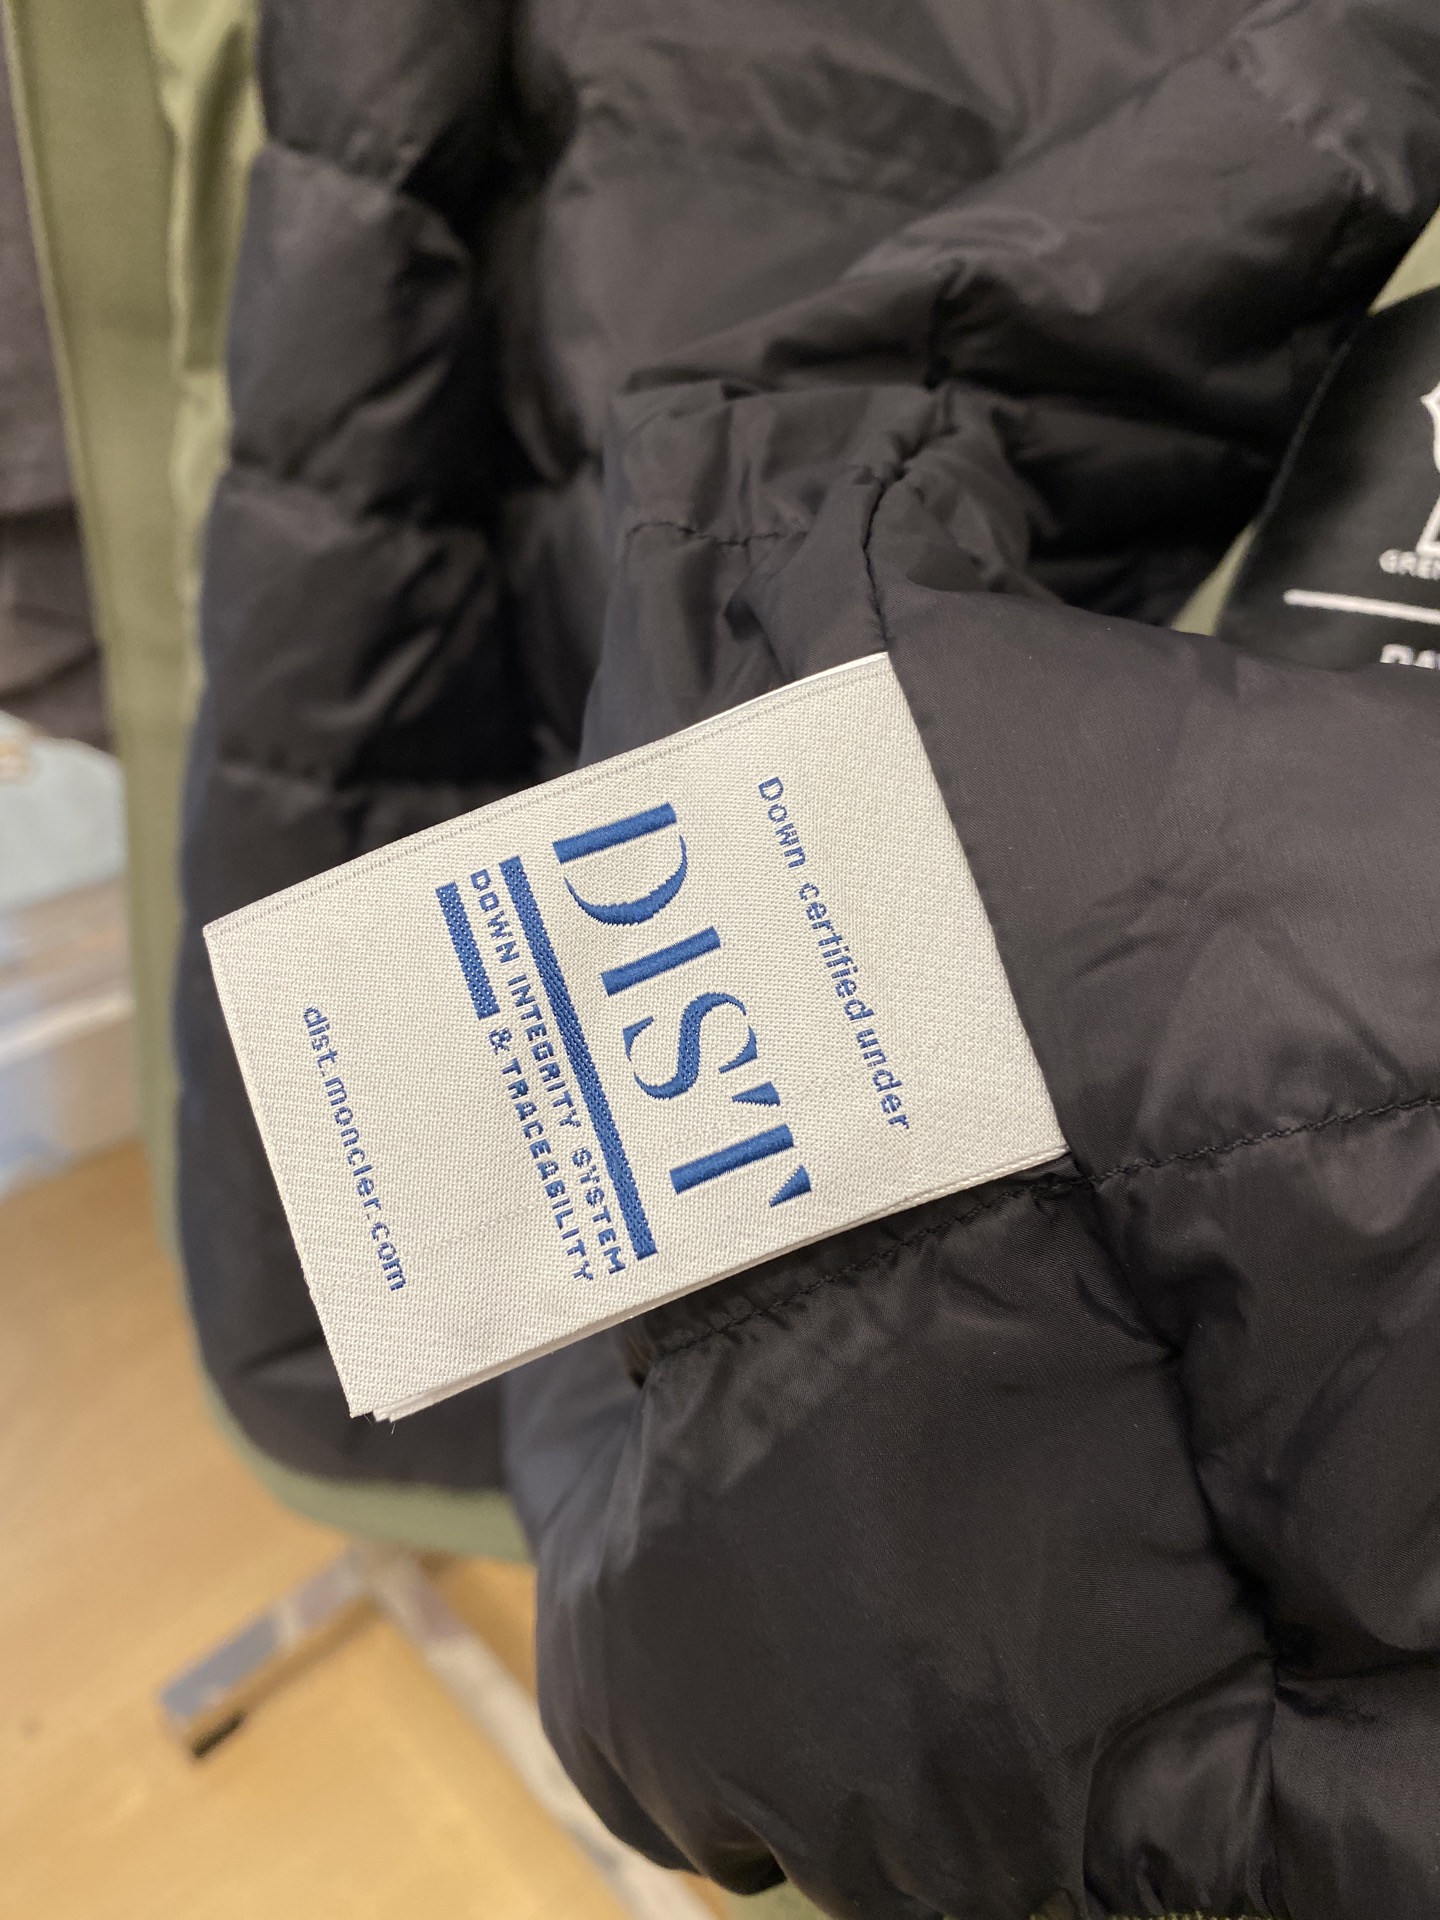 Down certified under
DIST
DOWN INTEGRITY SYSTEM
& TRACEABILITY
dist.moncler.com